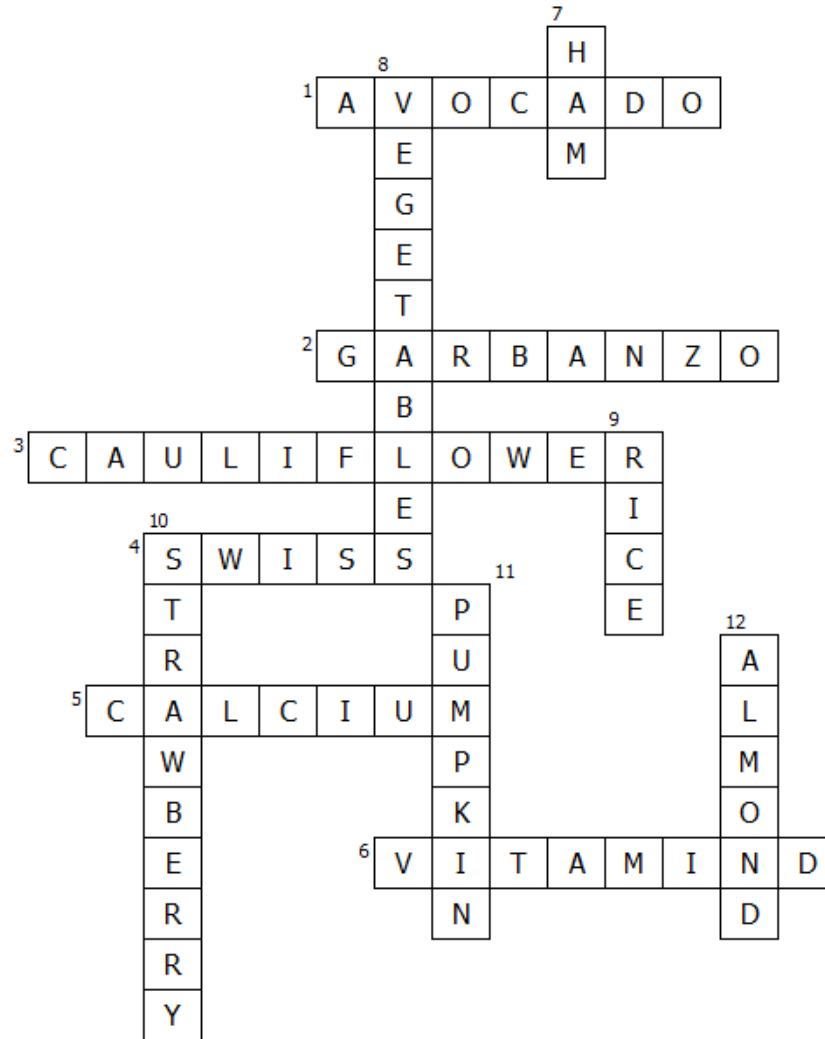 7
H
8
1 A V O C A D O
E M
G
E
T
2 G A R B A N Z O
B
9
3 C A U L I F L O W E R
E I
10
4 S W I S S C
11
T P E
12
R U A
5 C A L C I U M L
W P M
B K O
6 E V I T A M I N D
R N D
R
Y